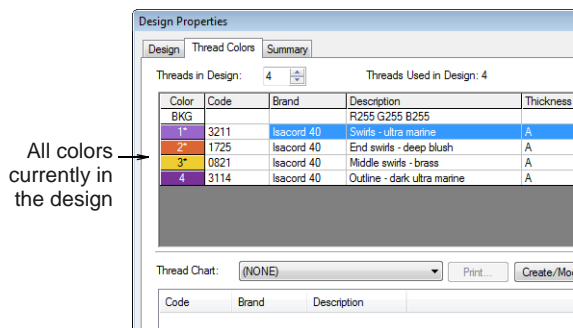 Design Properties
Design Thread Colors Summary
Threads in Design: 4 Threads Used in Design: 4
Color Code Brand Description Thickness
BKG R255 G255 B255
1* 3211 Isacord 40 Swirls - ultra marine A
2* 1725 Isacord 40 End swirls - deep blush A
3* 0821 Isacord 40 Middle swirls - brass A
4 3114 Isacord 40 Outline - dark ultra marine A
All colors
currently in
the design
Thread Chart: (NONE) Print... Create/Mod
Code Brand Description